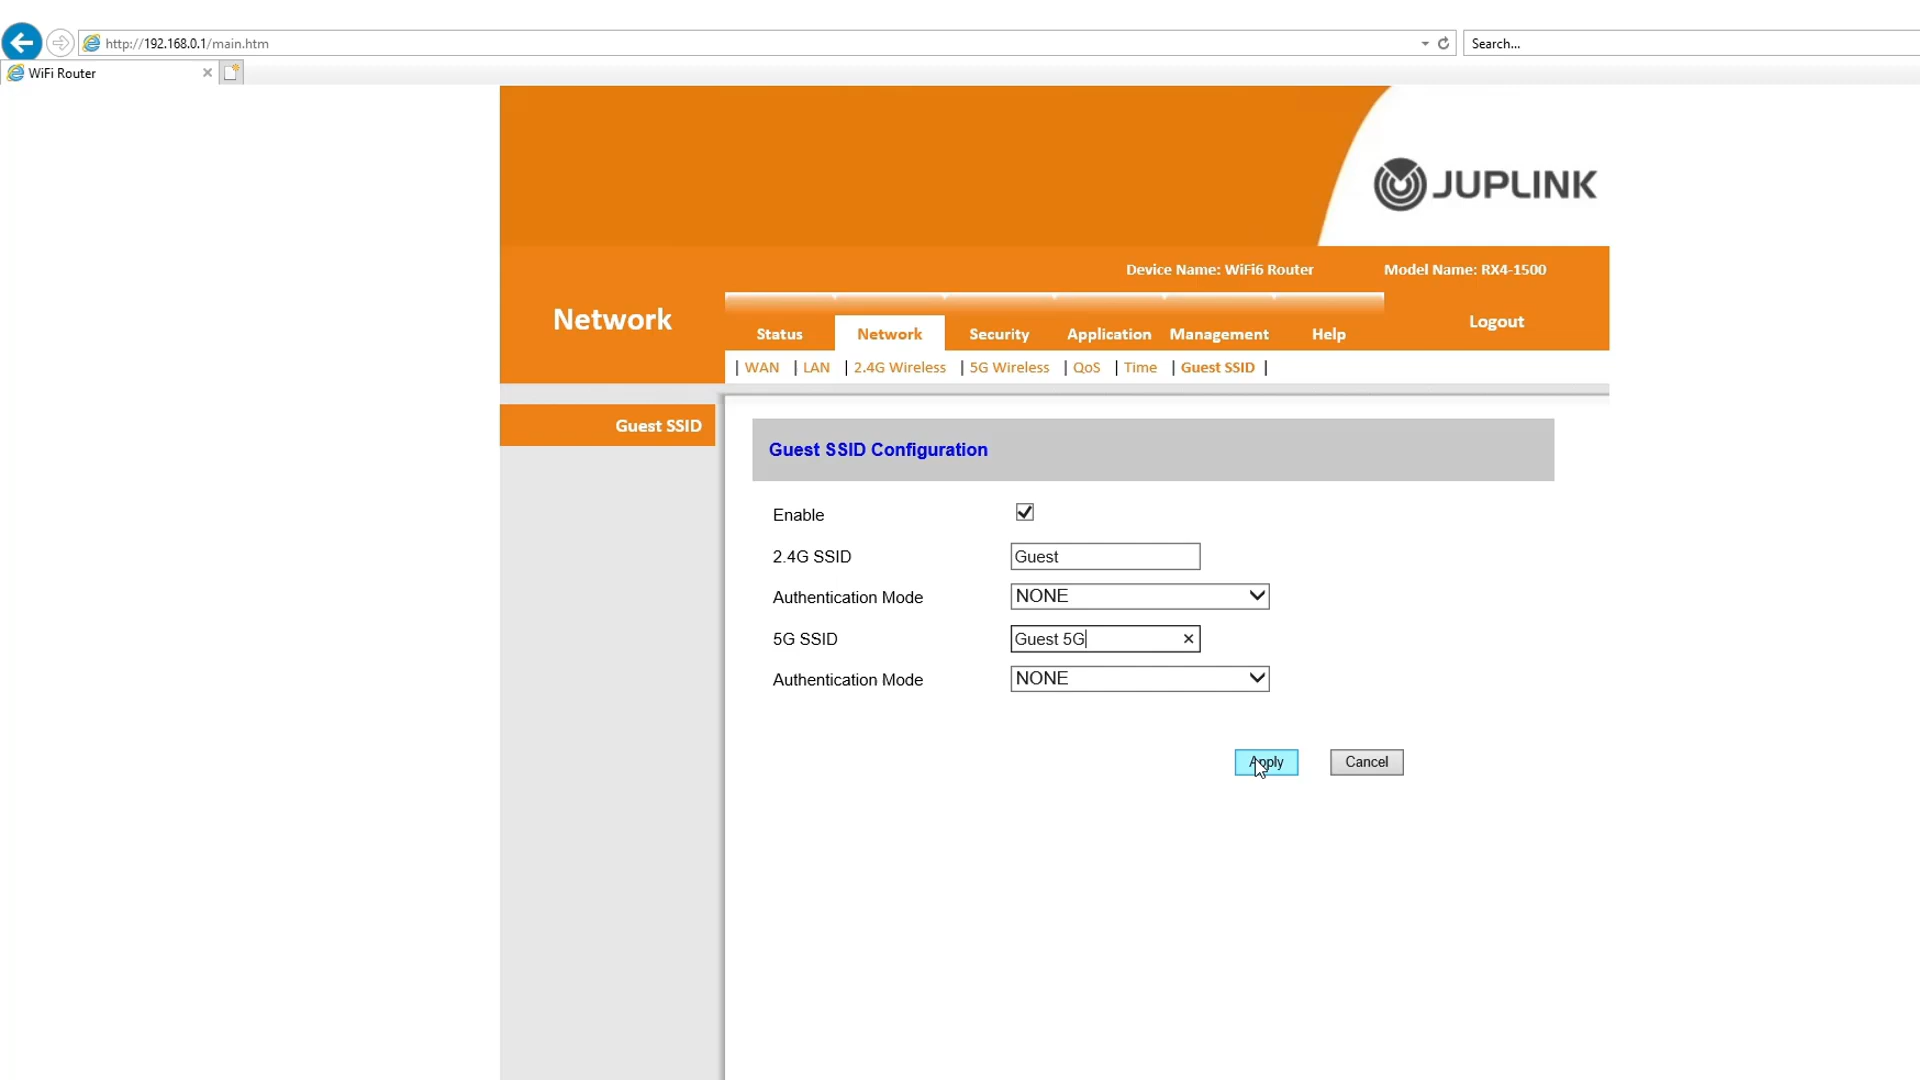 http://192.168.0.1/main.htm
Search...
WiFi Router
JUPLINK
Device Name: WiFi6 Router Model Name: RX4-1500
Network
Logout
Status Network Security Application Management Help
| WAN | LAN | 2.4G Wireless | 5G Wireless | QoS | Time | Guest SSID |
Guest SSID
Guest SSID Configuration
Enable
2.4G SSID Guest
Authentication Mode NONE
5G SSID Guest 5G
Authentication Mode NONE
Apply Cancel